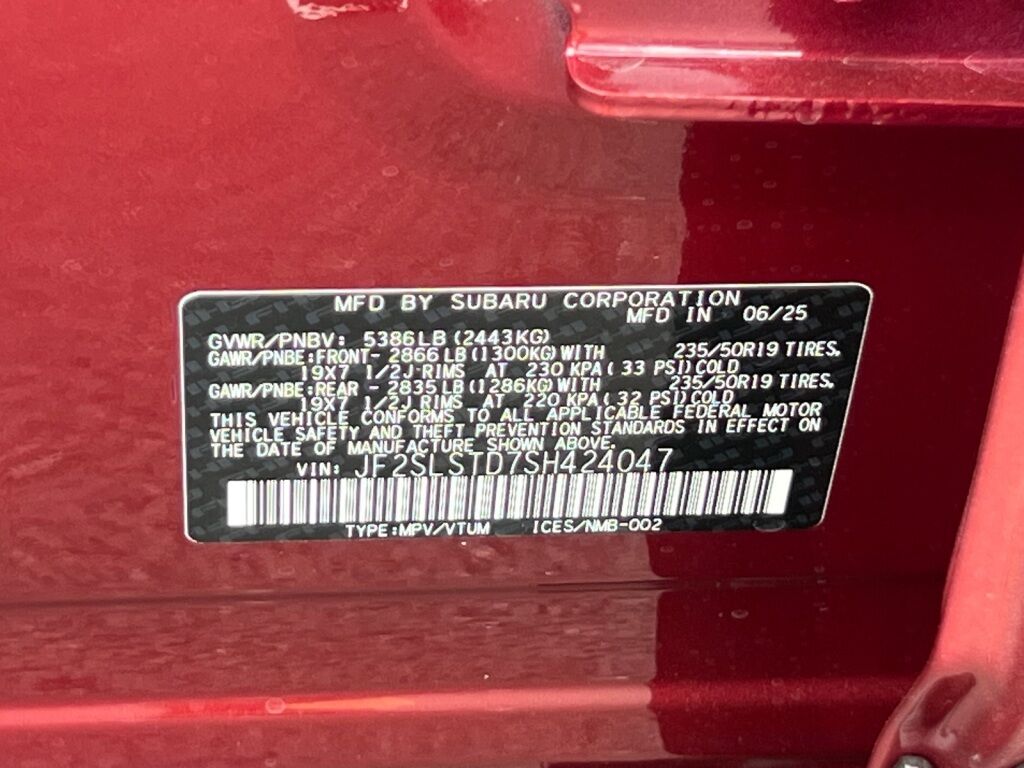 MFD BY SUBARU CORPORATION
MFD IN 06/25
GVWR/PNBV: 5386LB (2443KG)
GAWR/PNBE:FRONT- 2866LB(1300KG)WITH 235/50R19 TIRES,
19X7 1/2J-RIMS AT 230 KPA( 33 PSI)COLD
GAWR/PNBE:REAR - 2835LB(1286KG)WITH 235/50R19 TIRES,
19X7 1/2J RIMS AT 220 KPA( 32 PSI)COLD
THIS VEHICLE CONFORMS TO ALL APPLICABLE FEDERAL MOTOR
VEHICLE SAFETY AND THEFT PREVENTION STANDARDS IN EFFECT ON
THE DATE OF MANUFACTURE SHOWN ABOVE.
VIN: JF2SLSTD7SH424047
TYPE:MPV/VTUM ICES/NMB-002